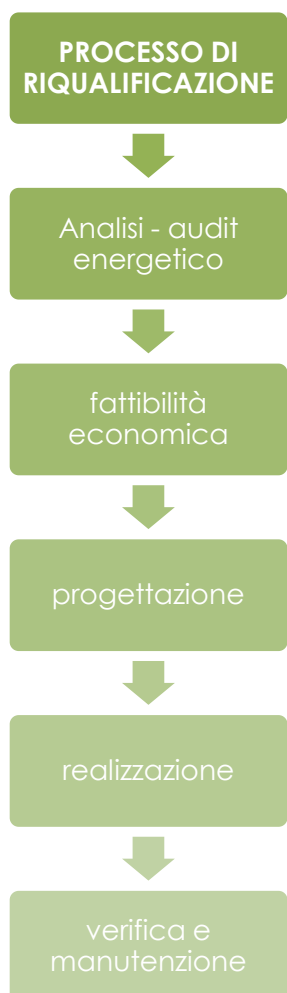 PROCESSO DI
RIQUALIFICAZIONE
Analisi - audit
energetico
fattibilità
economica
progettazione
realizzazione
verifica e
manutenzione